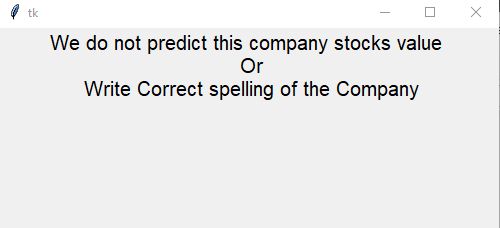 tk
We do not predict this company stocks value
Or
Write Correct spelling of the Company